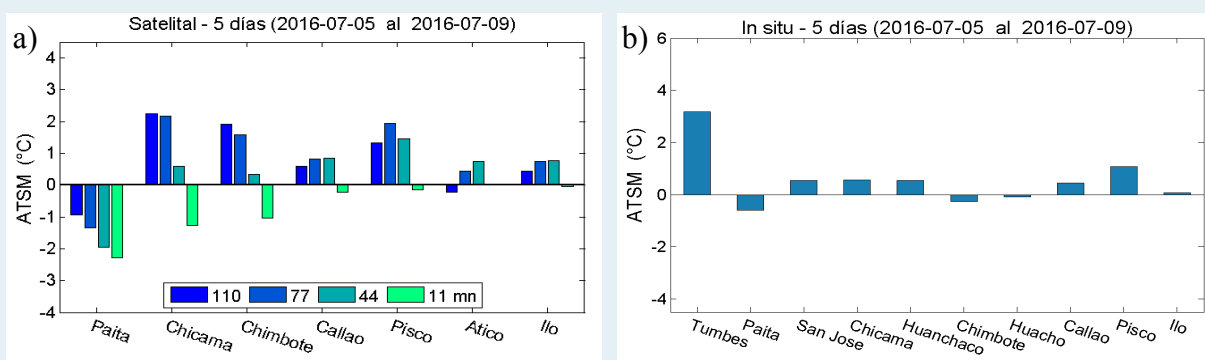 a)
Satelital - 5 días (2016-07-05 al 2016-07-09)
ATSM (°C)
4
3
2
1
0
-1
-2
-3
-4
110 77 44 11 mn
Paita Chicama Chimbote Callao Pisco Atico Ilo
b)
In situ - 5 días (2016-07-05 al 2016-07-09)
ATSM (°C)
6
4
2
0
-2
-4
Tumbes Paita San Jose Chicama Huanchaco Chimbote Huacho Callao Pisco Ilo